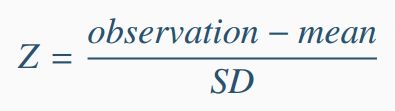 Z = observation − mean
SD